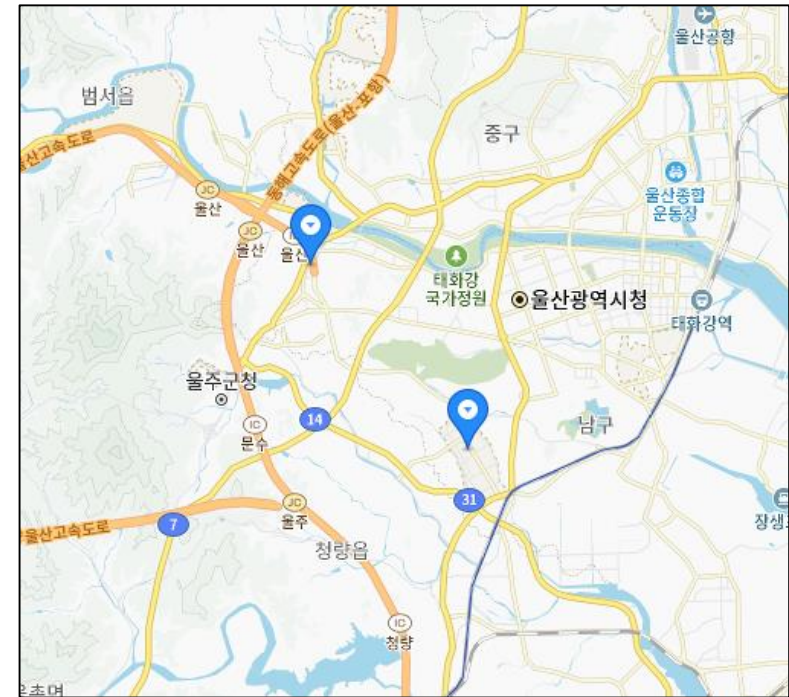 울산공항
범서읍
동해고속도로(울산-포항)
중구
울산고속도로
JC
울산
울산종합
운동장
JC
울산
울산
태화강
국가정원
울산광역시청
태화강역
울주군청
14
남구
IC
문수
31
JC
울주
7
울산고속도로
청량읍
IC
청량